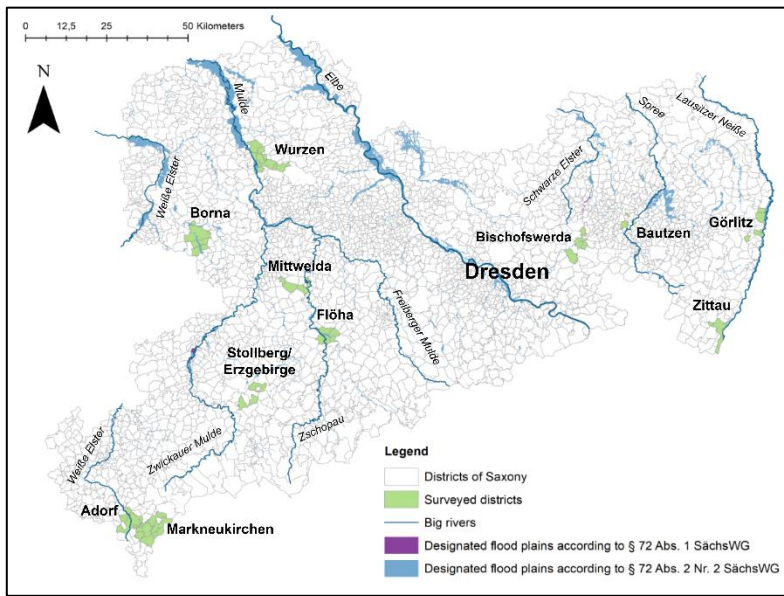 0 12,5 25 50 Kilometers
N
Mulde
Elbe
Spree
Lausitzer Neiße
Wurzen
Weiße Elster
Schwarze Elster
Borna
Görlitz
Bischofswerda
Bautzen
Mittweida
Dresden
Zittau
Flöha
Freiberger Mulde
Stollberg/
Erzgebirge
Zschopau
Weiße Elster
Zwickauer Mulde
Adorf
Markneukirchen
Legend
Districts of Saxony
Surveyed districts
Big rivers
Designated flood plains according to § 72 Abs. 1 SächsWG
Designated flood plains according to § 72 Abs. 2 Nr. 2 SächsWG